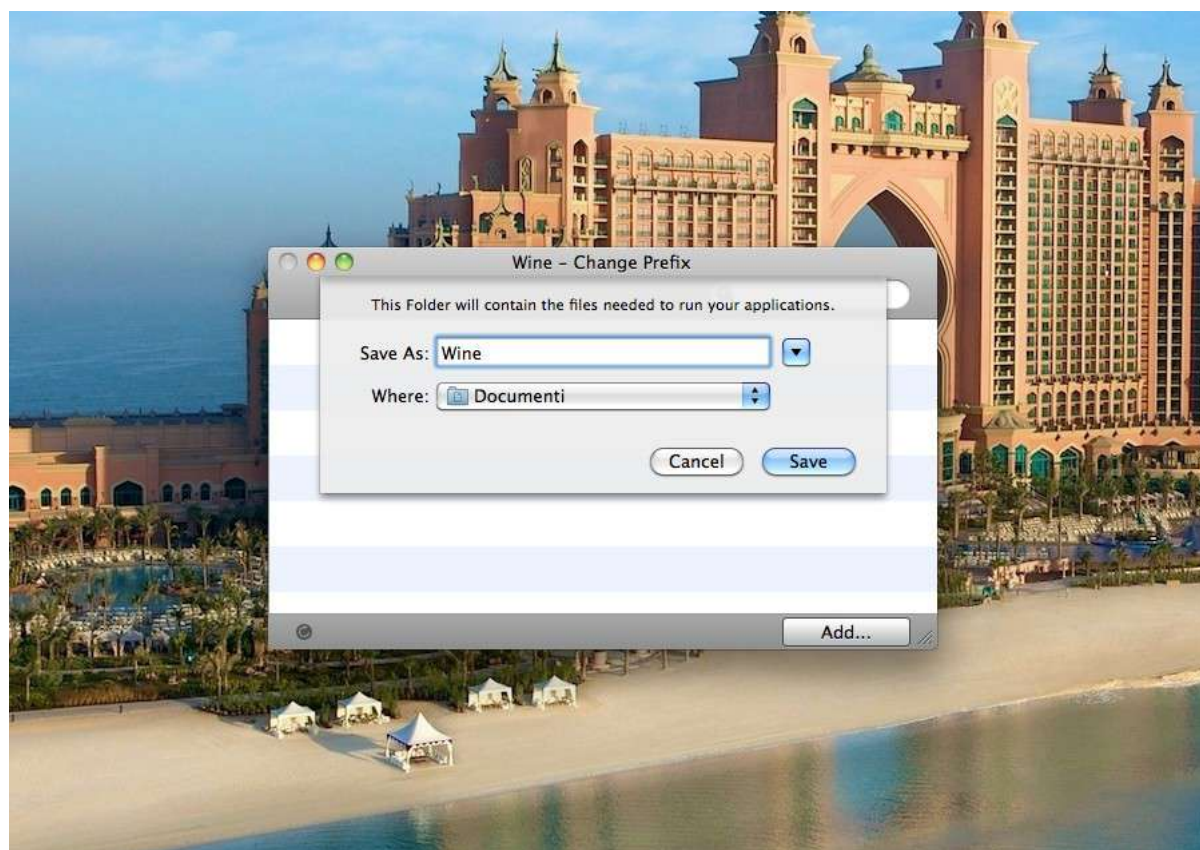 Wine – Change Prefix
This Folder will contain the files needed to run your applications.
Save As: Wine
Where: Documenti
Cancel Save
Add...